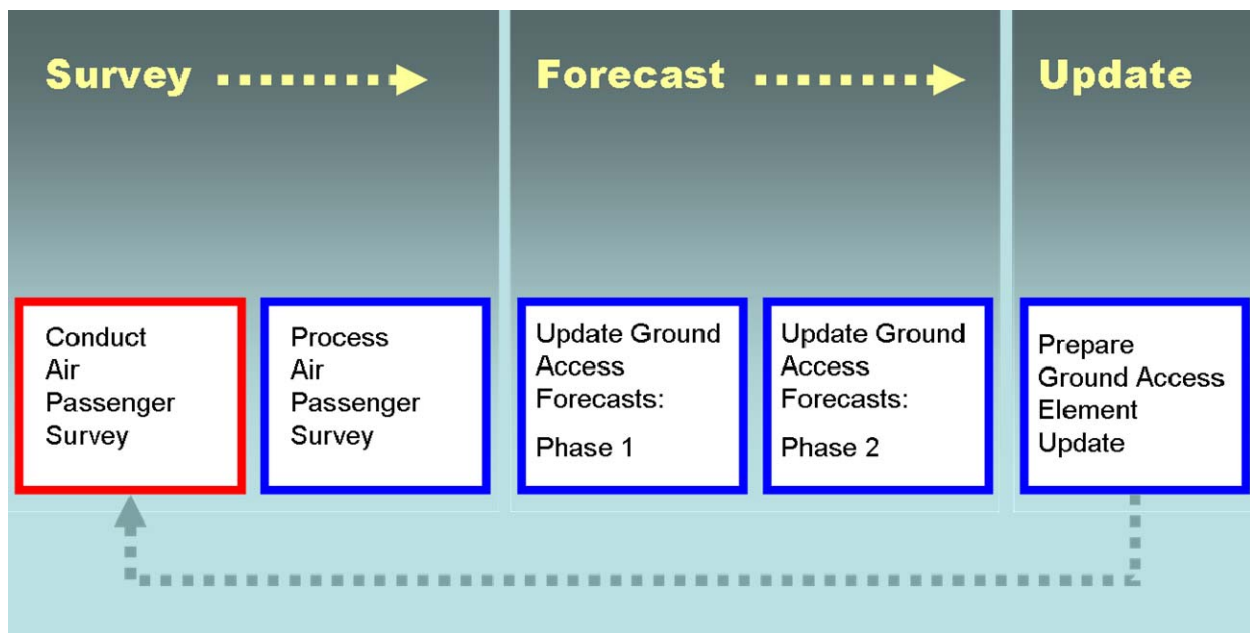 Survey
Forecast
Update
Conduct
Air
Passenger
Survey
Process
Air
Passenger
Survey
Update Ground
Access
Forecasts:
Phase 1
Update Ground
Access
Forecasts:
Phase 2
Prepare
Ground Access
Element
Update